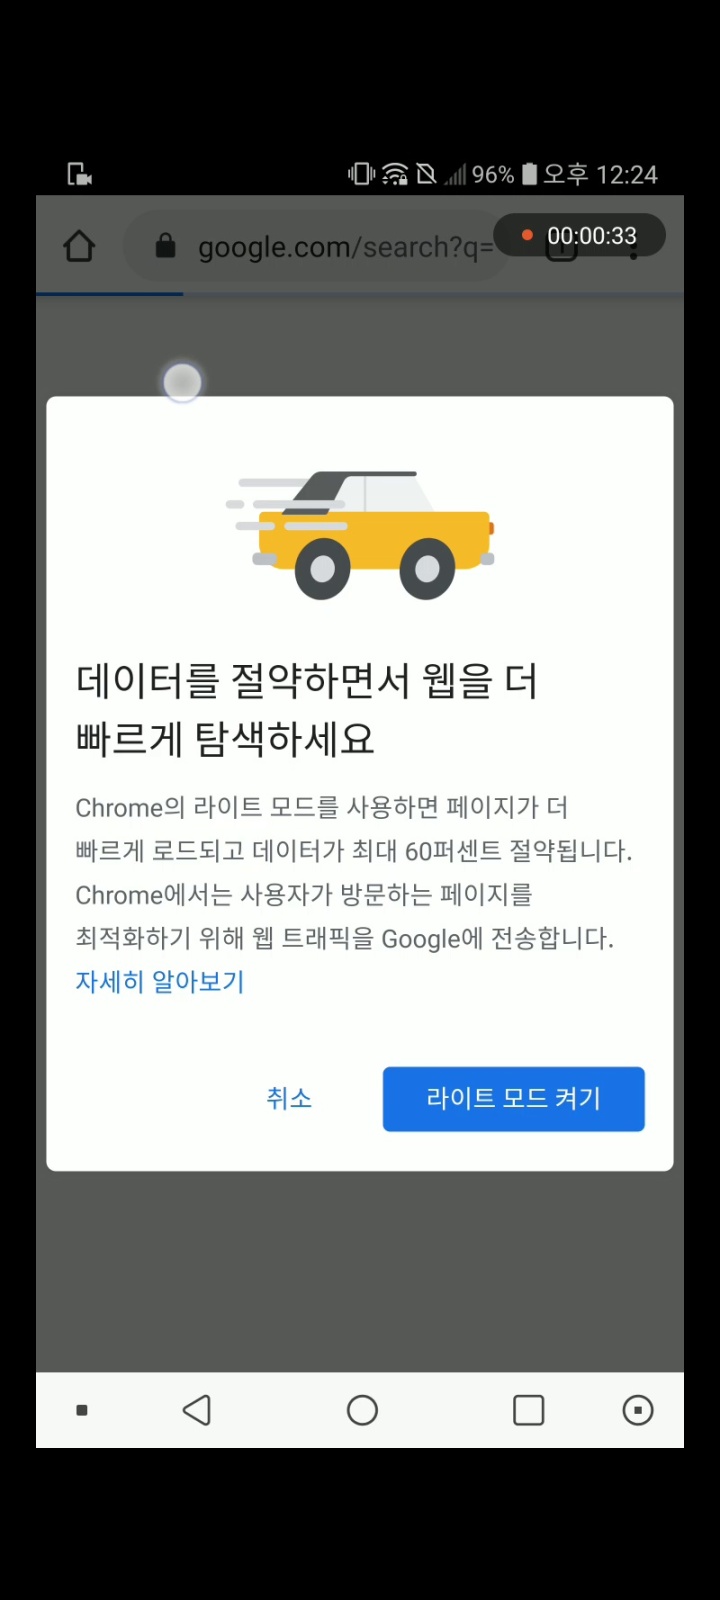 96% 오후 12:24
google.com/search?q=
00:00:33
데이터를 절약하면서 웹을 더
빠르게 탐색하세요
Chrome의 라이트 모드를 사용하면 페이지가 더
빠르게 로드되고 데이터가 최대 60퍼센트 절약됩니다.
Chrome에서는 사용자가 방문하는 페이지를
최적화하기 위해 웹 트래픽을 Google에 전송합니다.
자세히 알아보기
취소 라이트 모드 켜기